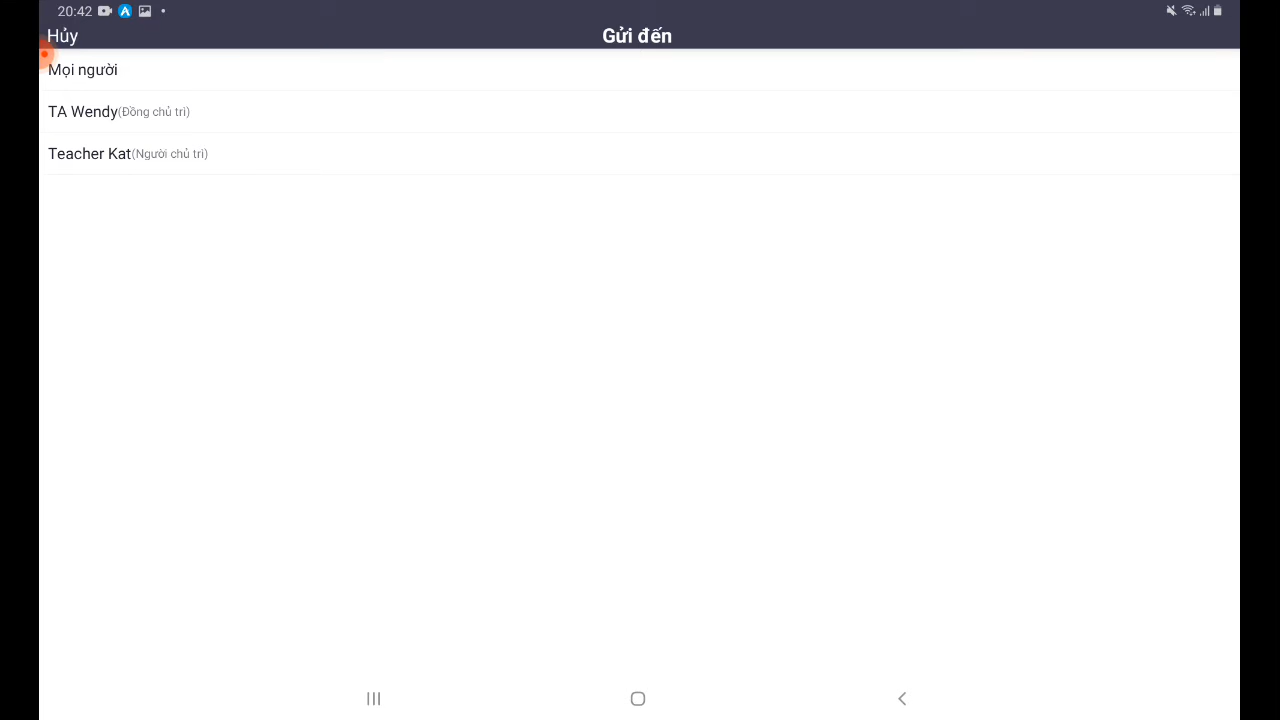 20:42
Hủy
Gửi đến
Mọi người
TA Wendy(Đồng chủ trì)
Teacher Kat(Người chủ trì)